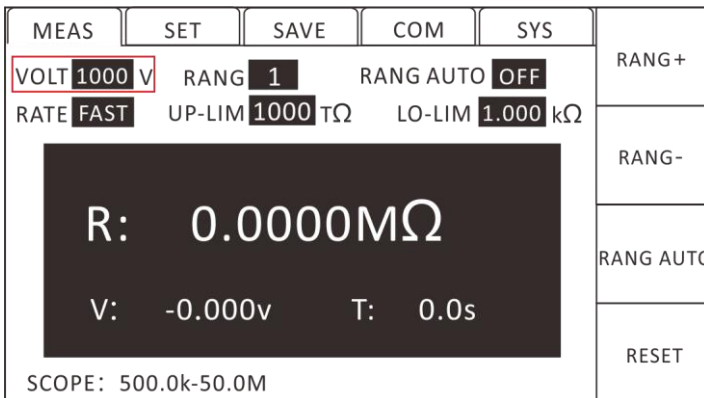 MEAS SET SAVE COM SYS
VOLT 1000 V RANG 1 RANG AUTO OFF
RATE FAST UP-LIM 1000 TΩ LO-LIM 1.000 kΩ
R: 0.0000MΩ
V: -0.000v T: 0.0s
SCOPE: 500.0k-50.0M
RANG+
RANG-
RANG AUTO
RESET